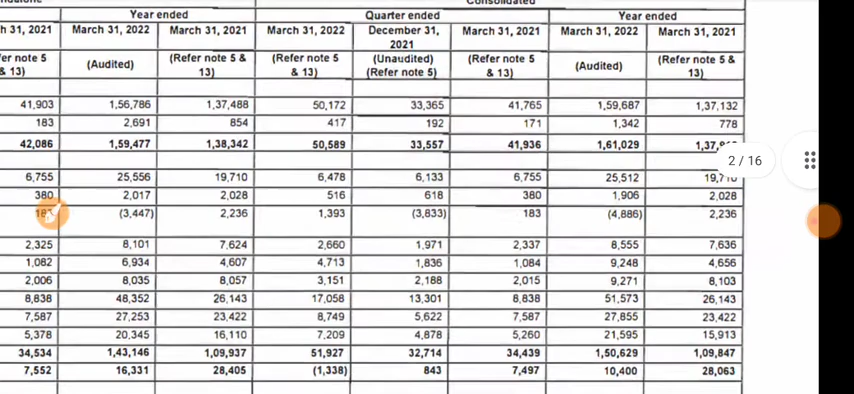 Consolidated
Year ended Quarter ended Year ended
h 31, 2021 March 31, 2022 March 31, 2021 March 31, 2022 December 31, 2021 March 31, 2021 March 31, 2022 March 31, 2021
er note 5 & 13) (Audited) (Refer note 5 & 13) (Refer note 5 & 13) (Unaudited) (Refer note 5) (Refer note 5 & 13) (Audited) (Refer note 5 & 13)
41,903 1,56,786 1,37,488 50,172 33,365 41,765 1,59,687 1,37,132
183 2,691 854 417 192 171 1,342 778
42,086 1,59,477 1,38,342 50,589 33,557 41,936 1,61,029
2 / 16
6,755 25,556 19,710 6,478 6,133 6,755 25,512 19,710
380 2,017 2,028 516 618 380 1,906 2,028
(3,447) 2,236 1,393 (3,833) 183 (4,886) 2,236
2,325 8,101 7,624 2,660 1,971 2,337 8,555 7,636
1,082 6,934 4,607 4,713 1,836 1,084 9,248 4,656
2,006 8,035 8,057 3,151 2,188 2,015 9,271 8,103
8,838 48,352 26,143 17,058 13,301 8,838 51,573 26,143
7,587 27,253 23,422 8,749 5,622 7,587 27,855 23,422
5,378 20,345 16,110 7,209 4,878 5,260 21,595 15,913
34,534 1,43,146 1,09,937 51,927 32,714 34,439 1,50,629 1,09,847
7,552 16,331 28,405 (1,338) 843 7,497 10,400 28,063